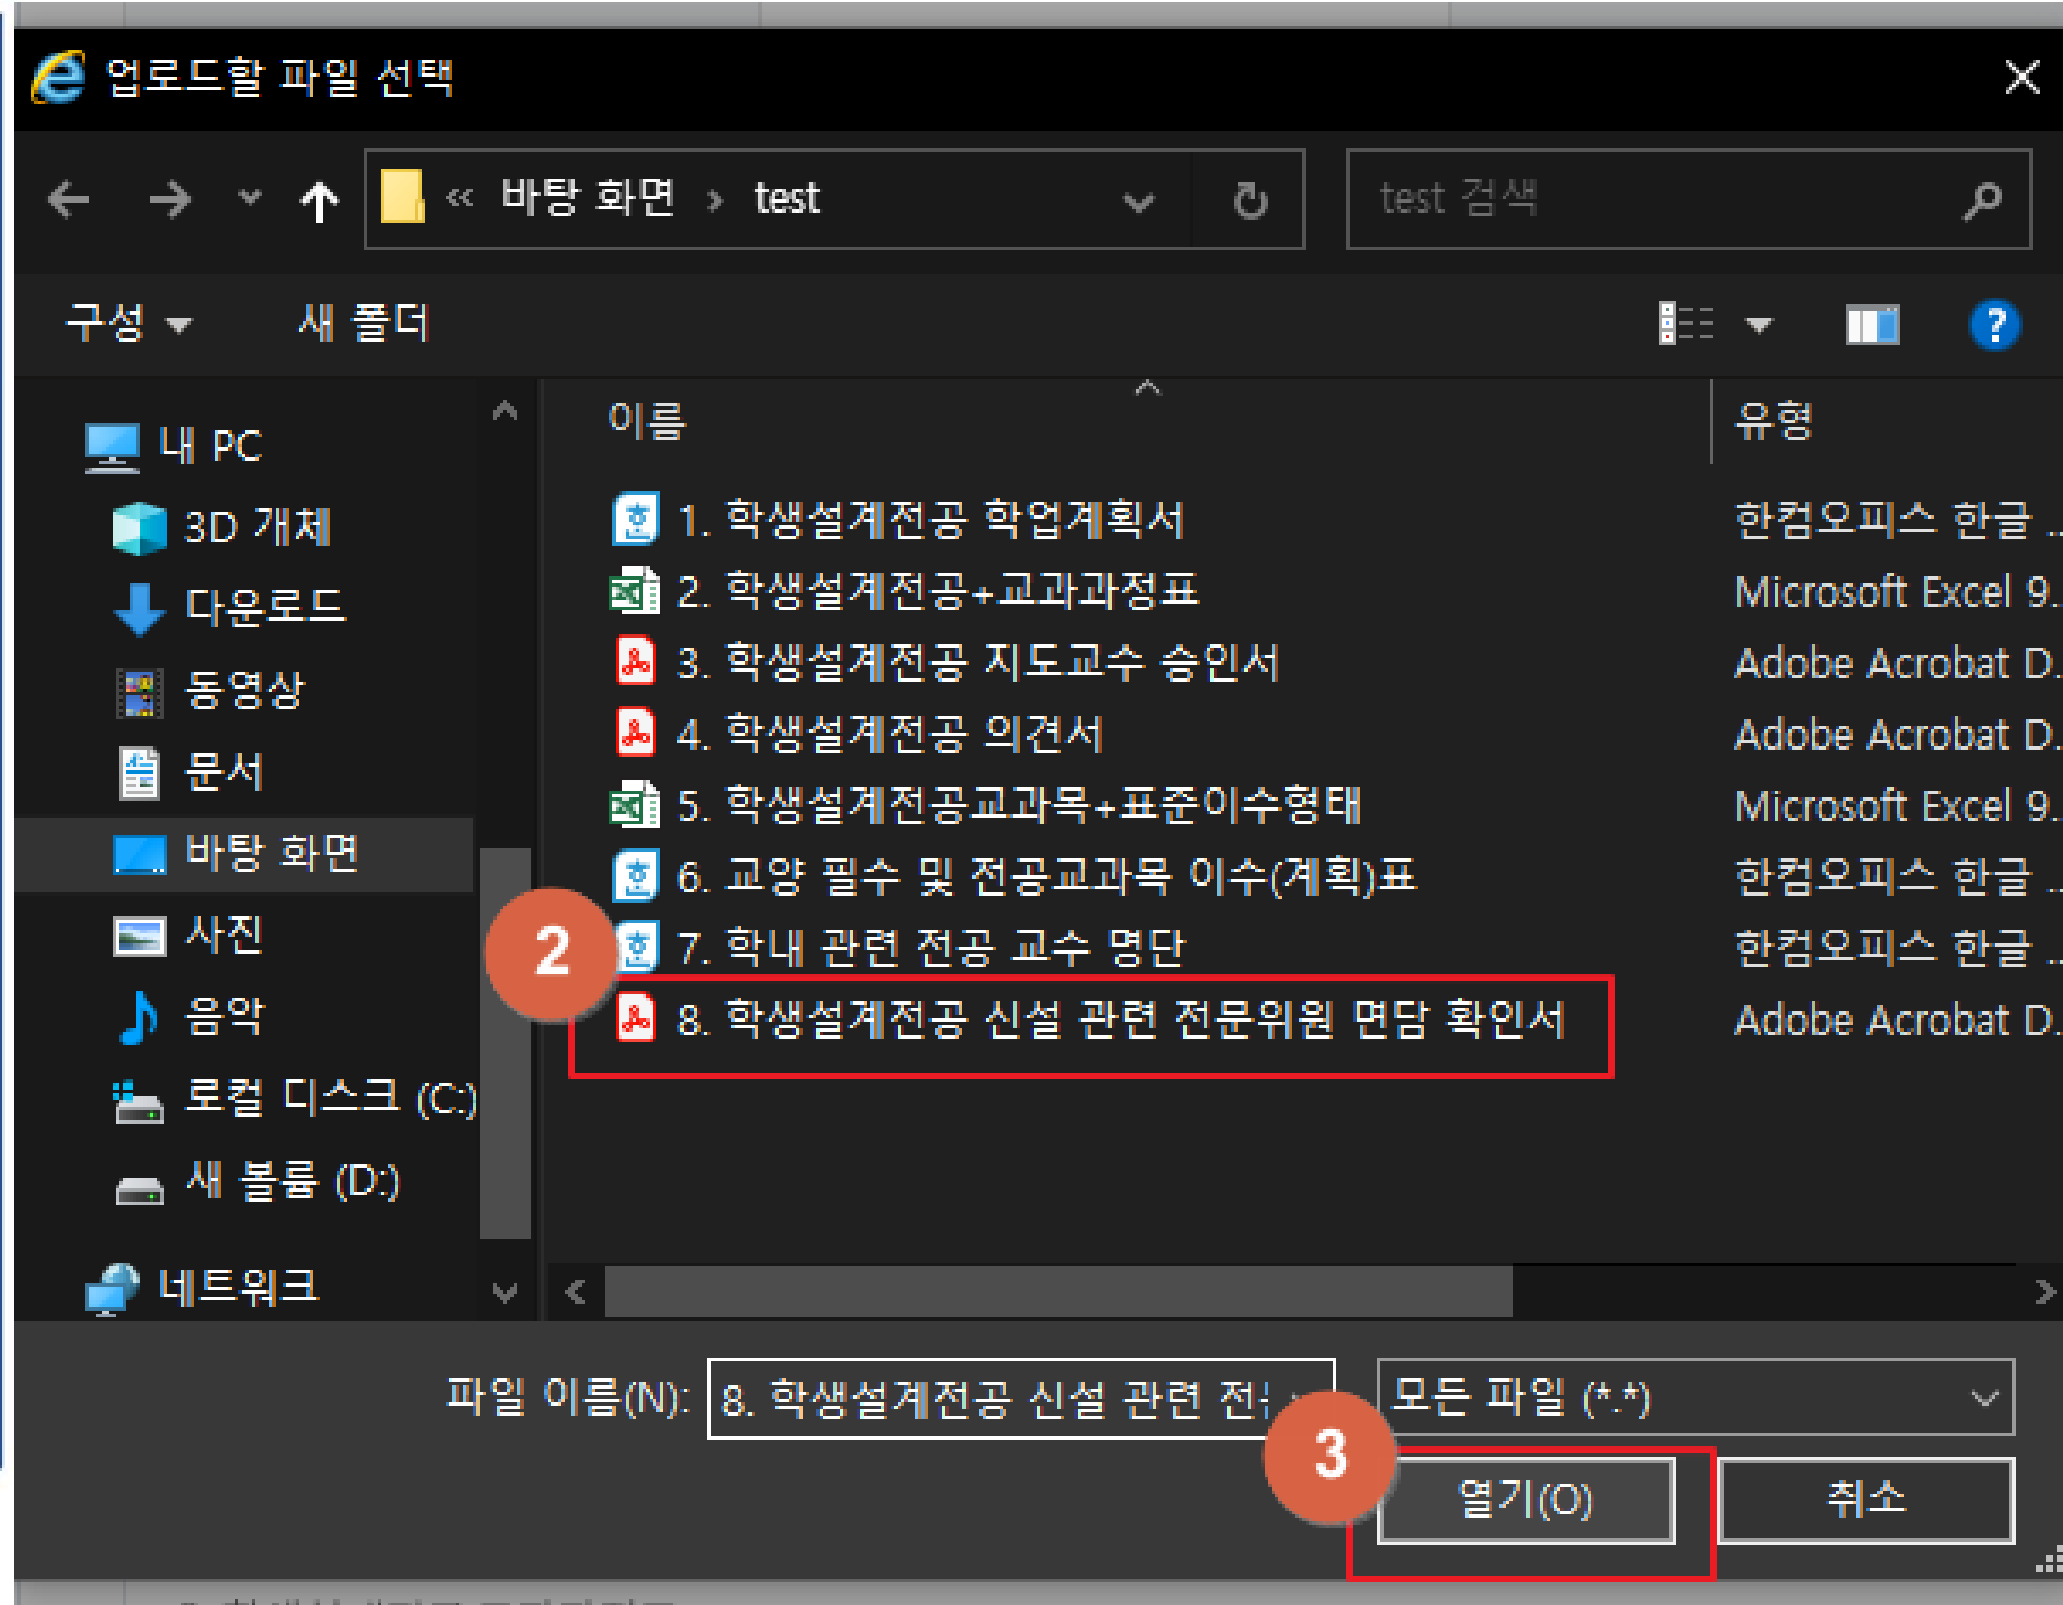 업로드할 파일 선택
« 바탕 화면 › test
test 검색
구성
새 폴더
?
이름
유형
내 PC
3D 개체
다운로드
동영상
문서
바탕 화면
사진
음악
로컬 디스크 (C:)
새 볼륨 (D:)
네트워크
1. 학생설계전공 학업계획서
한컴오피스 한글 ..
2. 학생설계전공+교과과정표
Microsoft Excel 9..
3. 학생설계전공 지도교수 승인서
Adobe Acrobat D..
4. 학생설계전공 의견서
Adobe Acrobat D..
5. 학생설계전공교과목+표준이수형태
Microsoft Excel 9..
6. 교양 필수 및 전공교과목 이수(계획)표
한컴오피스 한글 ..
2
7. 학내 관련 전공 교수 명단
한컴오피스 한글 ..
8. 학생설계전공 신설 관련 전문위원 면담 확인서
Adobe Acrobat D..
파일 이름(N):
8. 학생설계전공 신설 관련
모든 파일 (*.*)
3
열기(O)
취소